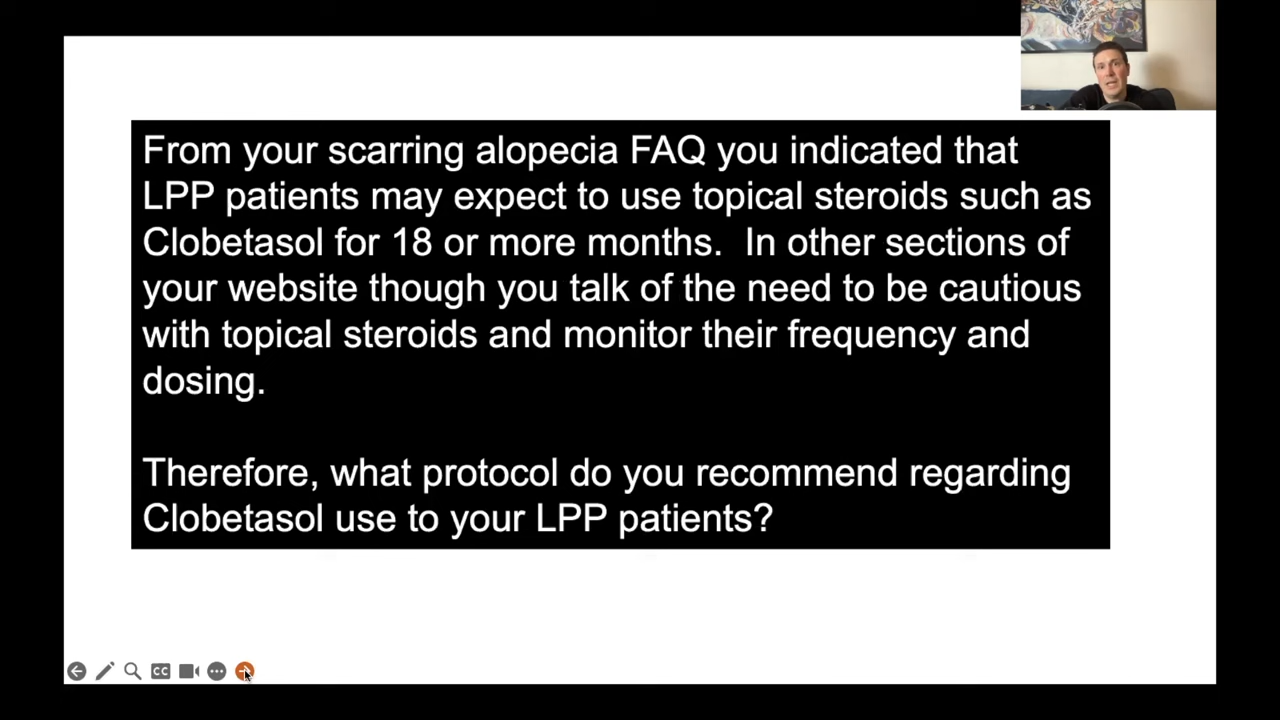 From your scarring alopecia FAQ you indicated that
LPP patients may expect to use topical steroids such as
Clobetasol for 18 or more months.  In other sections of
your website though you talk of the need to be cautious
with topical steroids and monitor their frequency and
dosing.
Therefore, what protocol do you recommend regarding
Clobetasol use to your LPP patients?
CC